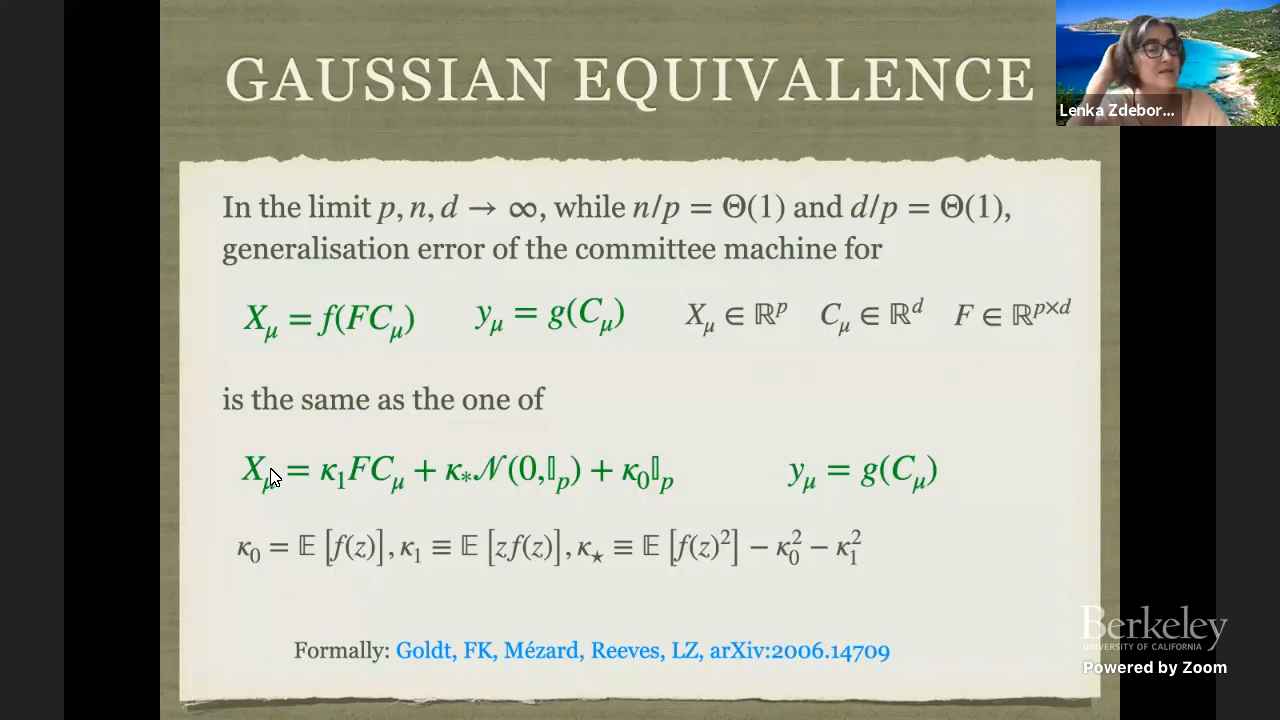 GAUSSIAN EQUIVALENCE
Lenka Zdebor...
In the limit p, n, d → ∞, while n/p = Θ(1) and d/p = Θ(1),
generalisation error of the committee machine for
X_μ = f(FC_μ) y_μ = g(C_μ) X_μ ∈ ℝ^p C_μ ∈ ℝ^d F ∈ ℝ^{p×d}
is the same as the one of
X_μ = κ_1FC_μ + κ_*𝒩(0,𝕀_p) + κ_0𝕀_p y_μ = g(C_μ)
κ_0 = 𝔼 [f(z)], κ_1 ≡ 𝔼 [zf(z)], κ_⋆ ≡ 𝔼 [f(z)^2] − κ_0^2 − κ_1^2
Formally: Goldt, FK, Mézard, Reeves, LZ, arXiv:2006.14709
Berkeley
UNIVERSITY OF CALIFORNIA
Powered by Zoom